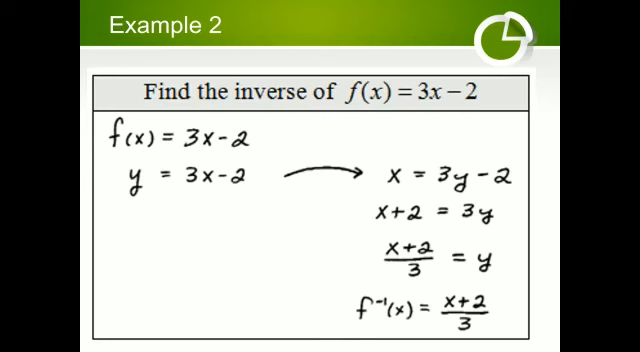 Example 2
Find the inverse of f(x) = 3x − 2
f(x) = 3x − 2
y = 3x − 2 → x = 3y − 2
x + 2 = 3y
(x + 2)/3 = y
f⁻¹(x) = (x + 2)/3